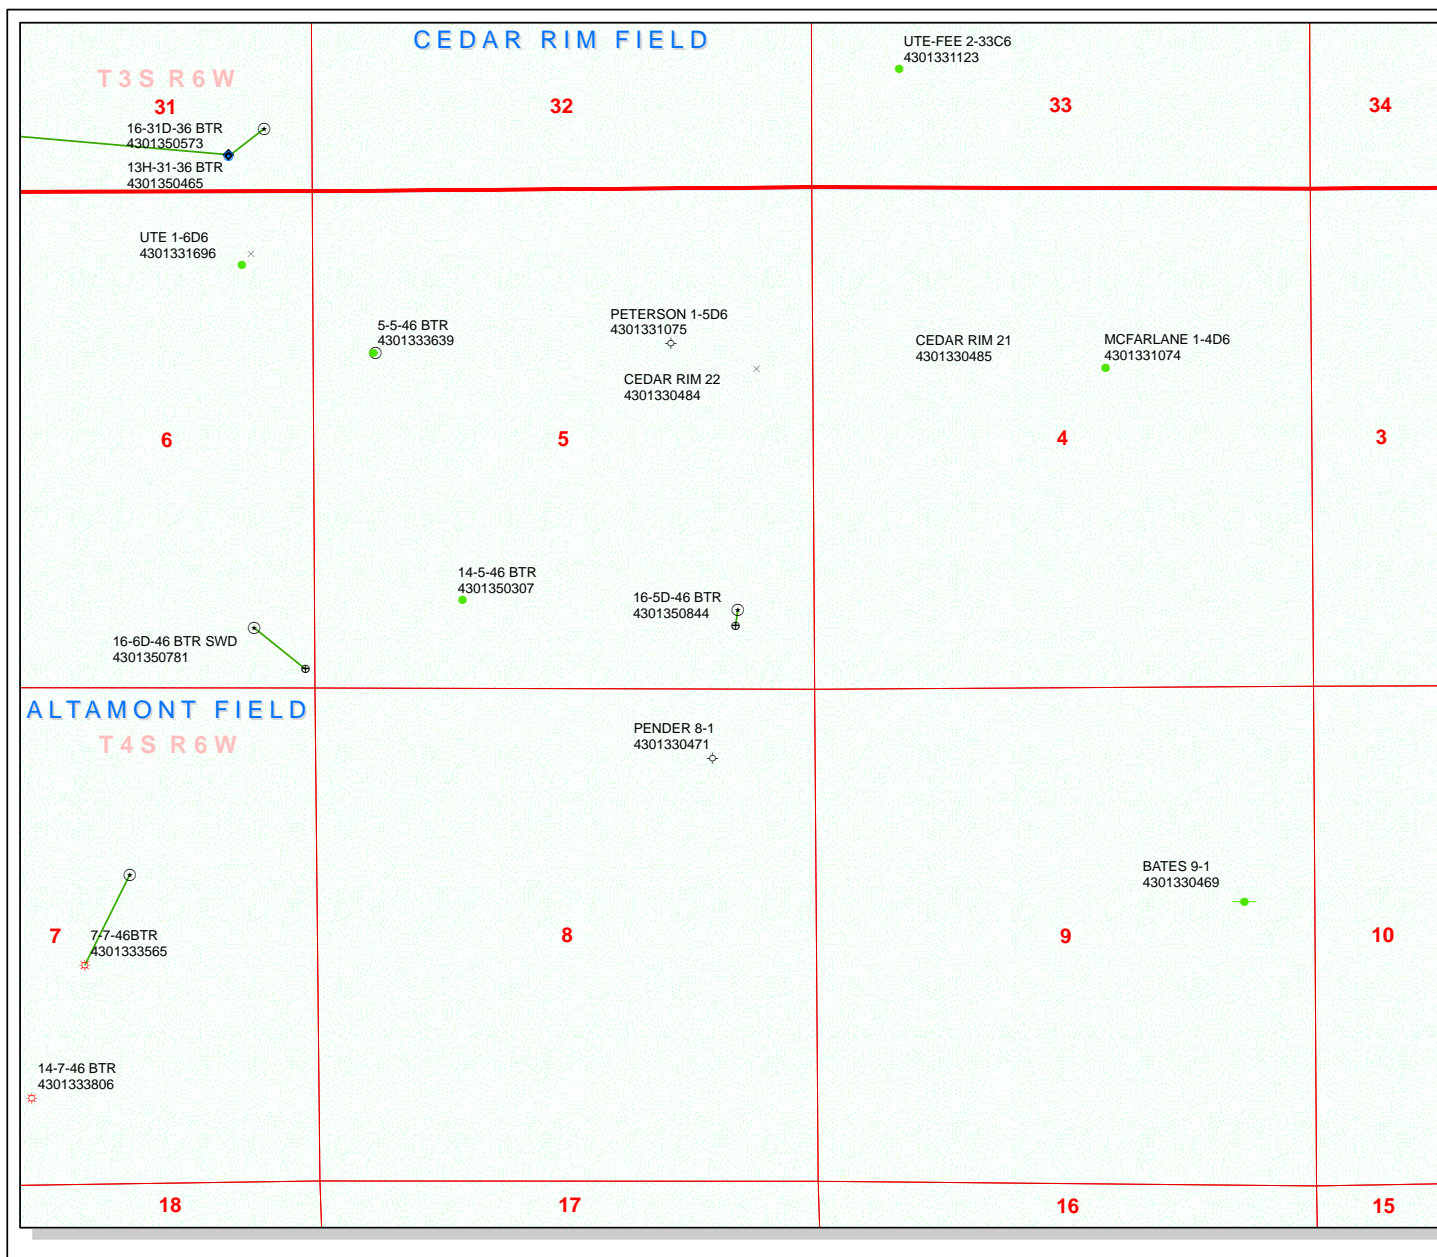 CEDAR RIM FIELD
UTE-FEE 2-33C6
4301331123
T3S R6W
31
32
33
34
16-31D-36 BTR
4301350573
13H-31-36 BTR
4301350465
UTE 1-6D6
4301331696
5-5-46 BTR
4301333639
PETERSON 1-5D6
4301331075
CEDAR RIM 22
4301330484
CEDAR RIM 21
4301330485
MCFARLANE 1-4D6
4301331074
6
5
4
3
14-5-46 BTR
4301350307
16-5D-46 BTR
4301350844
16-6D-46 BTR SWD
4301350781
ALTAMONT FIELD
T4S R6W
PENDER 8-1
4301330471
BATES 9-1
4301330469
7
7-7-46BTR
4301333565
8
9
10
14-7-46 BTR
4301333806
18
17
16
15